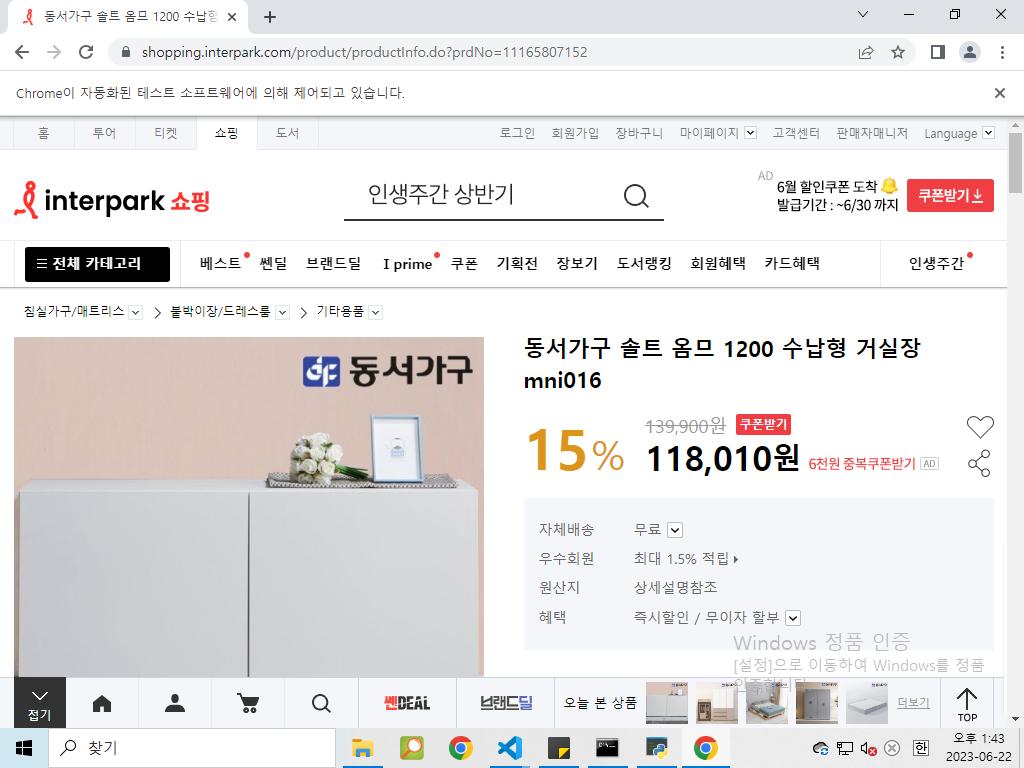 동서가구 솔트 옴므 1200 수납형
shopping.interpark.com/product/productInfo.do?prdNo=11165807152
Chrome이 자동화된 테스트 소프트웨어에 의해 제어되고 있습니다.
홈 투어 티켓 쇼핑 도서 로그인 회원가입 장바구니 마이페이지 고객센터 판매자매니저 Language
interpark 쇼핑
인생주간 상반기
AD
6월 할인쿠폰 도착
발급기간 : ~6/30 까지
쿠폰받기
전체 카테고리 베스트 쎈딜 브랜드딜 I prime 쿠폰 기획전 장보기 도서랭킹 회원혜택 카드혜택 인생주간
침실가구/매트리스 붙박이장/드레스룸 기타용품
동서가구
동서가구 솔트 옴므 1200 수납형 거실장
mni016
15%
139,900원 쿠폰받기
118,010원 6천원 중복쿠폰받기 AD
자체배송 무료
우수회원 최대 1.5% 적립
원산지 상세설명참조
혜택 즉시할인 / 무이자 할부
Windows 정품 인증
[설정]으로 이동하여 Windows를 정품
인증합니다.
접기
쎈DEAL
브랜드딜
오늘 본 상품
더보기
TOP
찾기
한
오후 1:43
2023-06-22